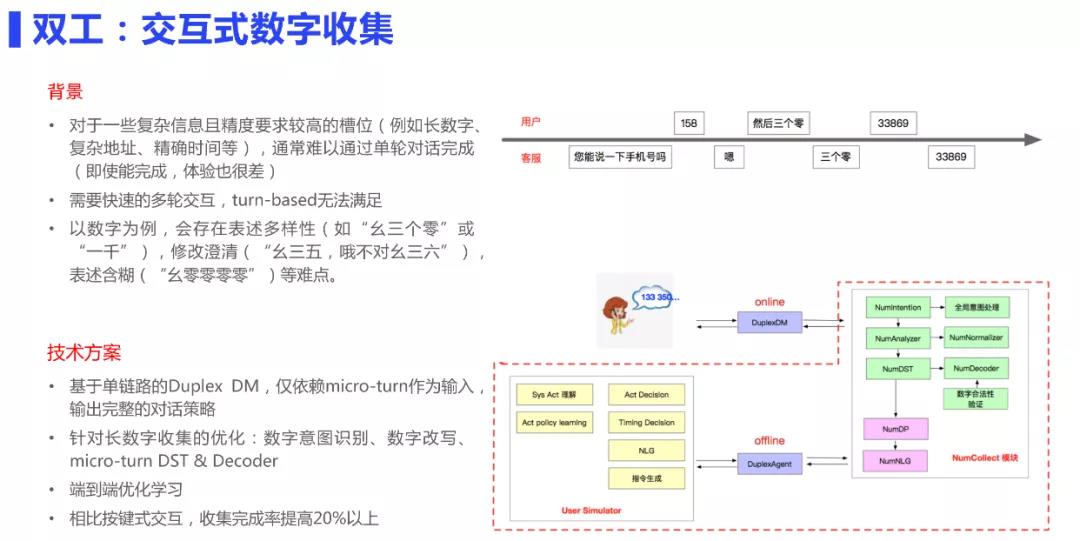 双工：交互式数字收集
背景
• 对于一些复杂信息且精度要求较高的槽位（例如长数字、
复杂地址、精确时间等），通常难以通过单轮对话完成
（即使能完成，体验也很差）
• 需要快速的多轮交互，turn-based无法满足
• 以数字为例，会存在表述多样性（如“幺三个零”或
“一千”），修改澄清（“幺三五，哦不对幺三六”），
表述含糊（“幺零零零零”）等难点。
技术方案
• 基于单链路的Duplex DM，仅依赖micro-turn作为输入，
输出完整的对话策略
• 针对长数字收集的优化：数字意图识别、数字改写、
micro-turn DST & Decoder
• 端到端优化学习
• 相比按键式交互，收集完成率提高20%以上
用户
158
然后三个零
33869
客服
您能说一下手机号吗
嗯
三个零
33869
133 350...
online
DuplexDM
offline
DuplexAgent
Sys Act 理解
Act Decision
Act policy learning
Timing Decision
NLG
指令生成
User Simulator
NumIntention
全局意图处理
NumAnalyzer
NumNormalizer
NumDST
NumDecoder
数字合法性
验证
NumDP
NumNLG
NumCollect 模块